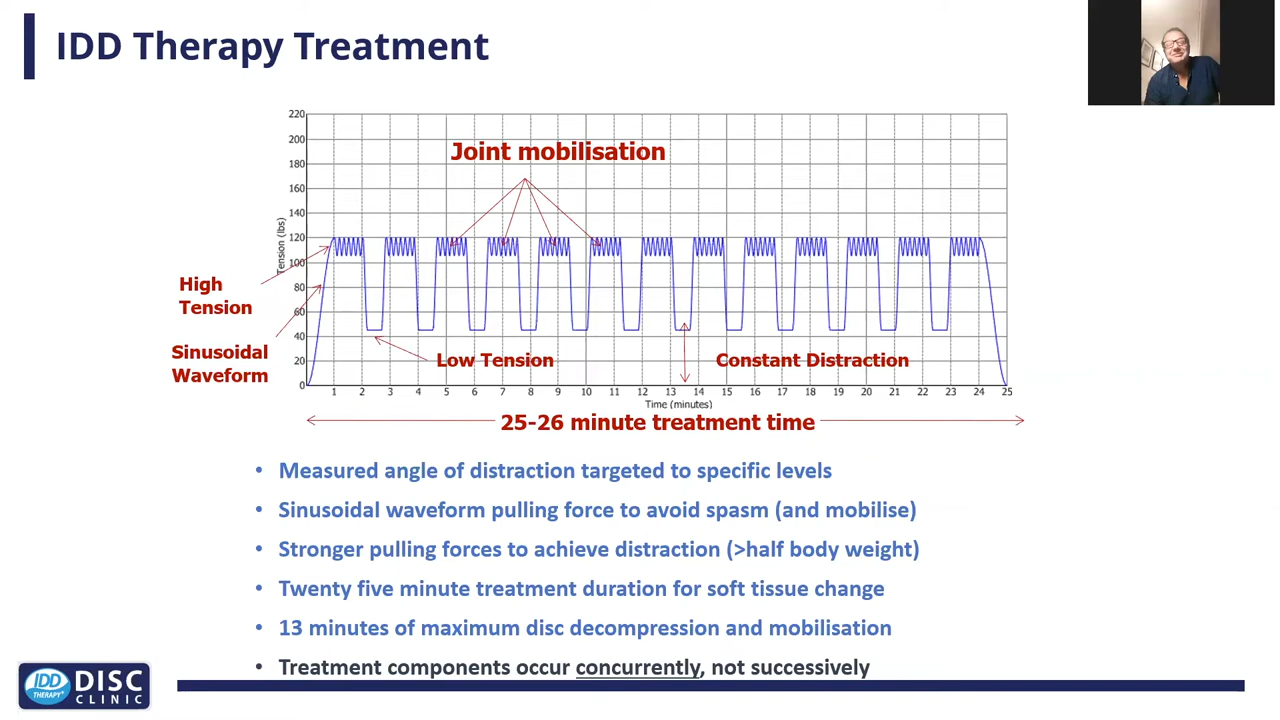 IDD Therapy Treatment
220
200
180
160
140
120
100
80
60
40
20
0
Tension (lbs)
Joint mobilisation
High
Tension
Sinusoidal
Waveform
Low Tension
Constant Distraction
1 2 3 4 5 6 7 8 9 10 11 12 13 14 15 16 17 18 19 20 21 22 23 24 25
Time (minutes)
25-26 minute treatment time
• Measured angle of distraction targeted to specific levels
• Sinusoidal waveform pulling force to avoid spasm (and mobilise)
• Stronger pulling forces to achieve distraction (>half body weight)
• Twenty five minute treatment duration for soft tissue change
• 13 minutes of maximum disc decompression and mobilisation
• Treatment components occur concurrently, not successively
IDD
THERAPY®
DISC
CLINIC